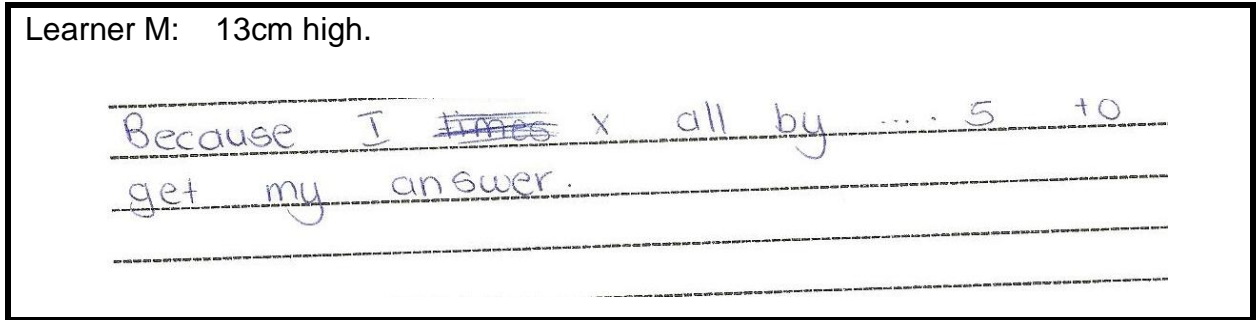 Learner M: 13cm high.
Because I times x all by .... 5 to
get my answer.